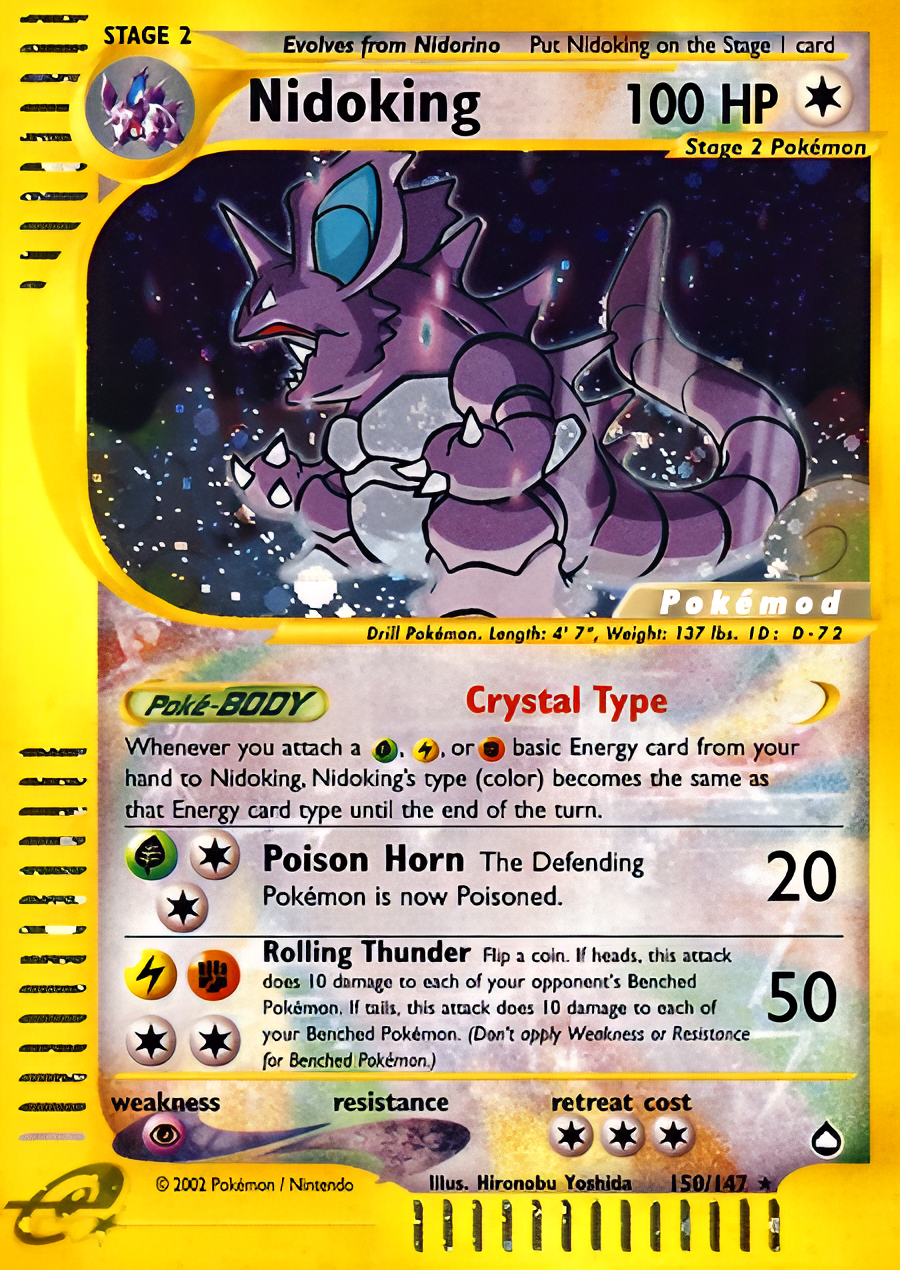 STAGE 2
Evolves from Nidorino Put Nidoking on the Stage 1 card
Nidoking 100 HP
Stage 2 Pokémon
Pokémod
Drill Pokémon. Length: 4' 7", Weight: 137 lbs. ID: D-72
Poké-BODY Crystal Type
Whenever you attach a , , or basic Energy card from your
hand to Nidoking, Nidoking's type (color) becomes the same as
that Energy card type until the end of the turn.
Poison Horn The Defending 20
Pokémon is now Poisoned.
Rolling Thunder Flip a coin. If heads, this attack
does 10 damage to each of your opponent's Benched
Pokémon. If tails, this attack does 10 damage to each of 50
your Benched Pokémon. (Don't apply Weakness or Resistance
for Benched Pokémon.)
weakness resistance retreat cost
© 2002 Pokémon / Nintendo Illus. Hironobu Yoshida 150/147 ★
e